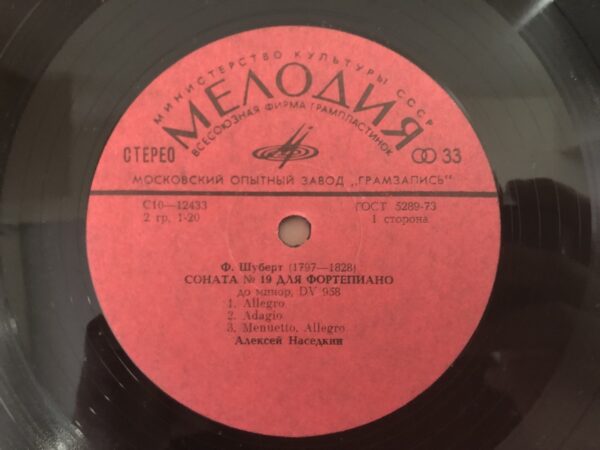 МИНИСТЕРСТВО КУЛЬТУРЫ СССР
МЕЛОДИЯ
ВСЕСОЮЗНАЯ ФИРМА ГРАМПЛАСТИНОК
СТЕРЕО 33
МОСКОВСКИЙ ОПЫТНЫЙ ЗАВОД „ГРАМЗАПИСЬ"
С10—12433 ГОСТ 5289-73
2 гр. 1-20 1 сторона
Ф. Шуберт (1797—1828)
СОНАТА № 19 ДЛЯ ФОРТЕПИАНО
до минор, DV 958
1. Allegro
2. Adagio
3. Menuetto, Allegro
Алексей Наседкин